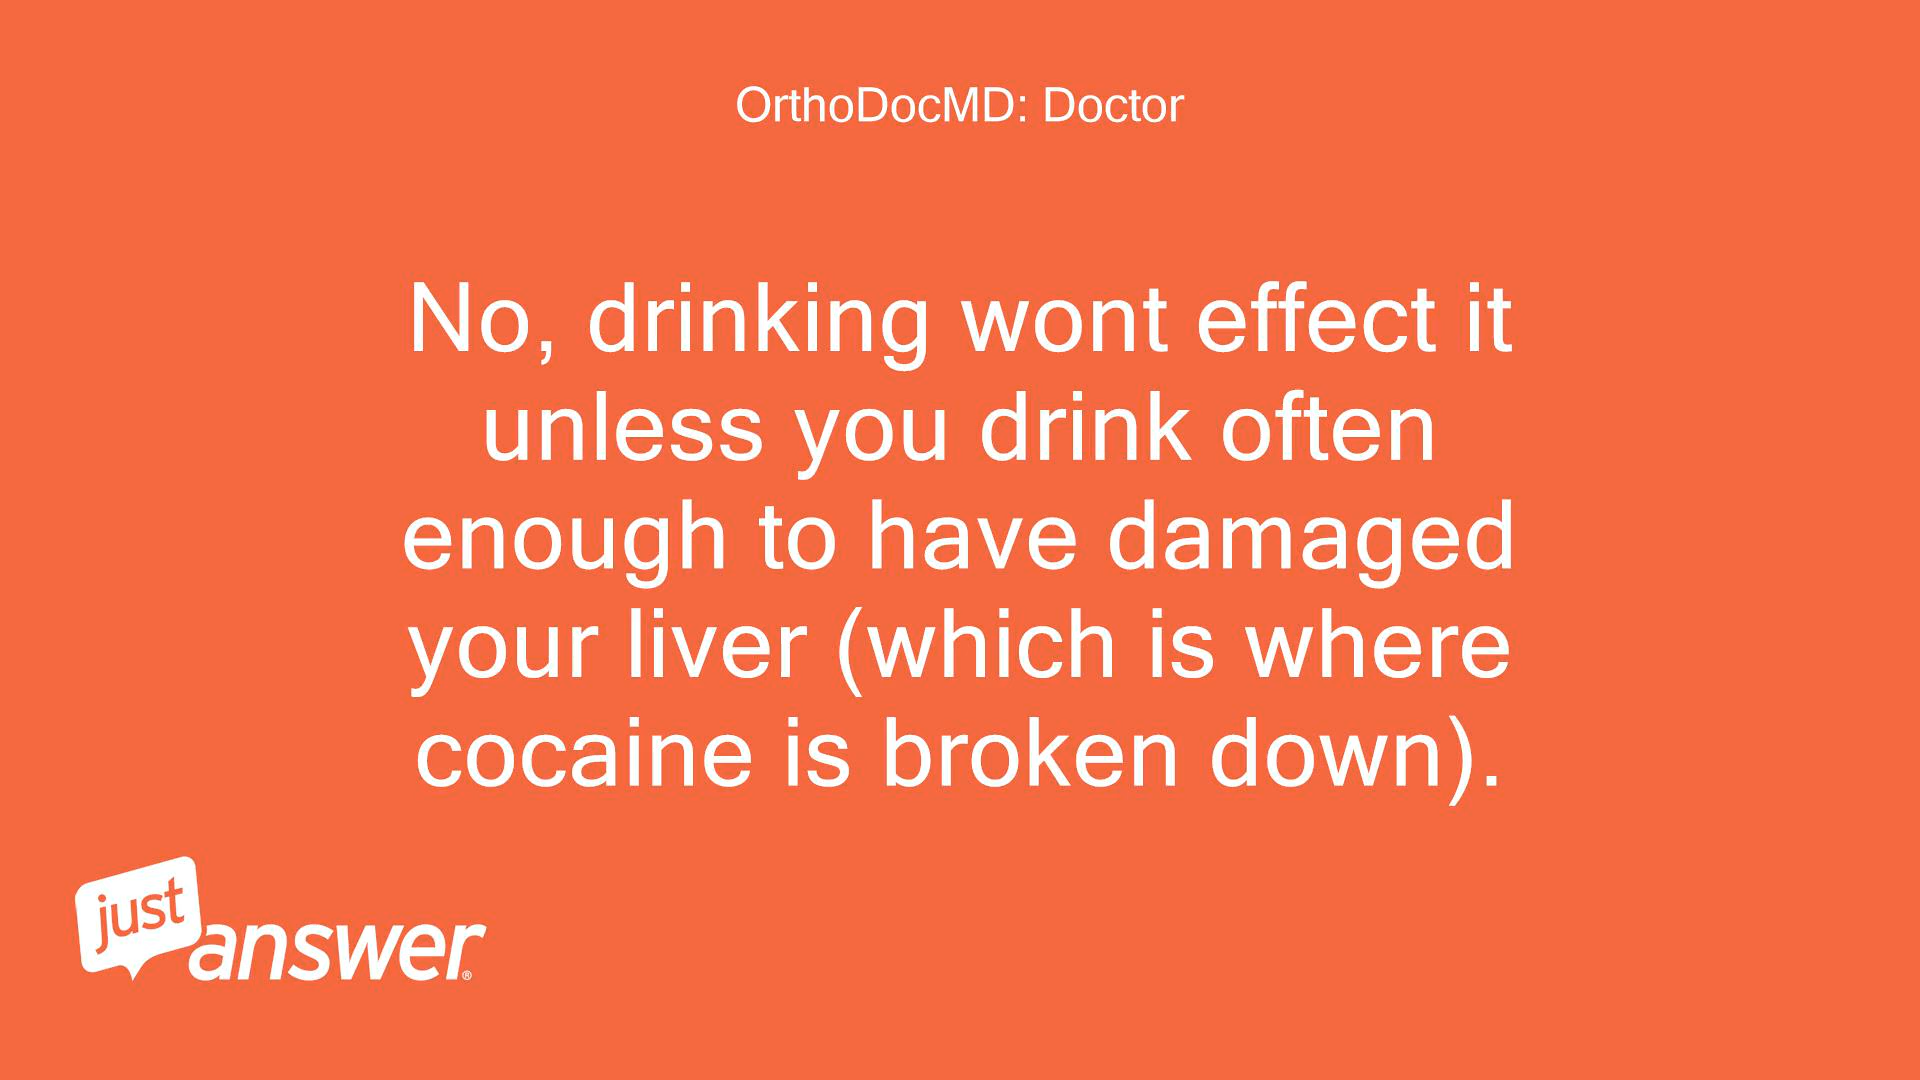 OrthoDocMD: Doctor
No, drinking wont effect it
unless you drink often
enough to have damaged
your liver (which is where
cocaine is broken down).
just
answer®